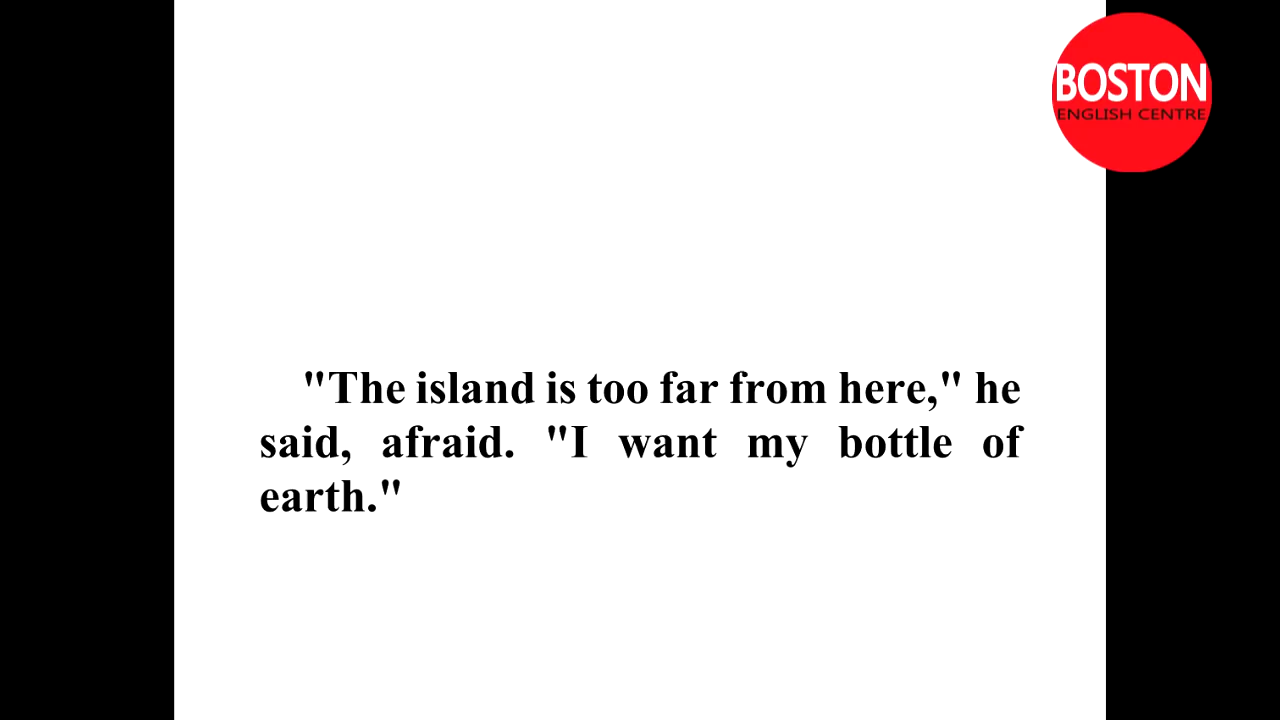 BOSTON
ENGLISH CENTRE
"The island is too far from here," he
said, afraid. "I want my bottle of
earth."